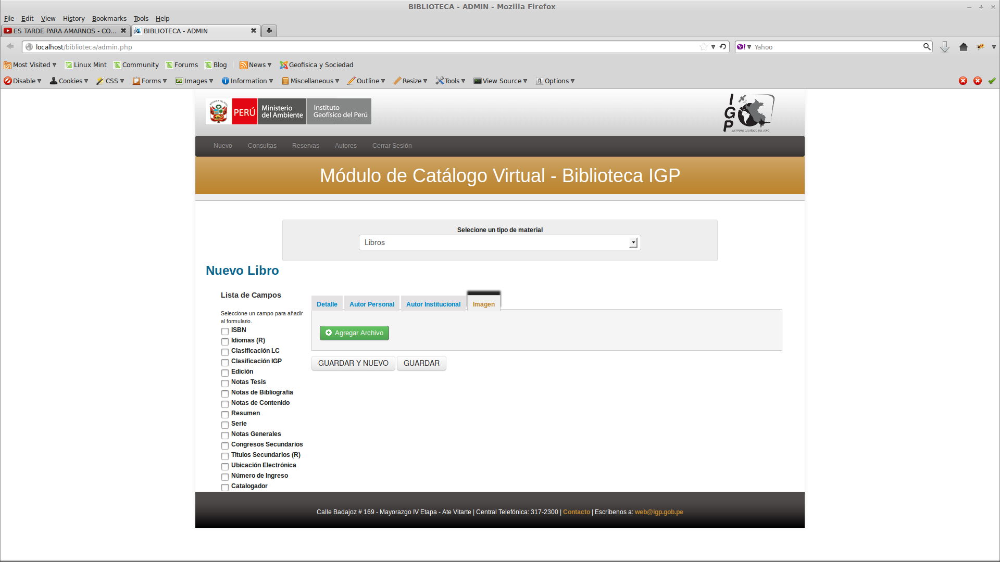 BIBLIOTECA - ADMIN - Mozilla Firefox
File Edit View History Bookmarks Tools Help
ES TARDE PARA AMARNOS - CO... BIBLIOTECA - ADMIN
localhost/biblioteca/admin.php Yahoo
Most Visited Linux Mint Community Forums Blog News Geofisica y Sociedad
Disable Cookies CSS Forms Images Information Miscellaneous Outline Resize Tools View Source Options
PERÚ Ministerio del Ambiente Instituto Geofísico del Perú
IGP
INSTITUTO GEOFÍSICO DEL PERÚ
Nuevo Consultas Reservas Autores Cerrar Sesión
Módulo de Catálogo Virtual - Biblioteca IGP
Selecione un tipo de material
Libros
Nuevo Libro
Lista de Campos
Seleccione un campo para añadir
al formulario.
ISBN
Idiomas (R)
Clasificación LC
Clasificación IGP
Edición
Notas Tesis
Notas de Bibliografía
Notas de Contenido
Resumen
Serie
Notas Generales
Congresos Secundarios
Titulos Secundarios (R)
Ubicación Electrónica
Número de Ingreso
Catalogador
Detalle Autor Personal Autor Institucional Imagen
Agregar Archivo
GUARDAR Y NUEVO GUARDAR
Calle Badajoz # 169 - Mayorazgo IV Etapa - Ate Vitarte | Central Telefónica: 317-2300 | Contacto | Escríbenos a: web@igp.gob.pe